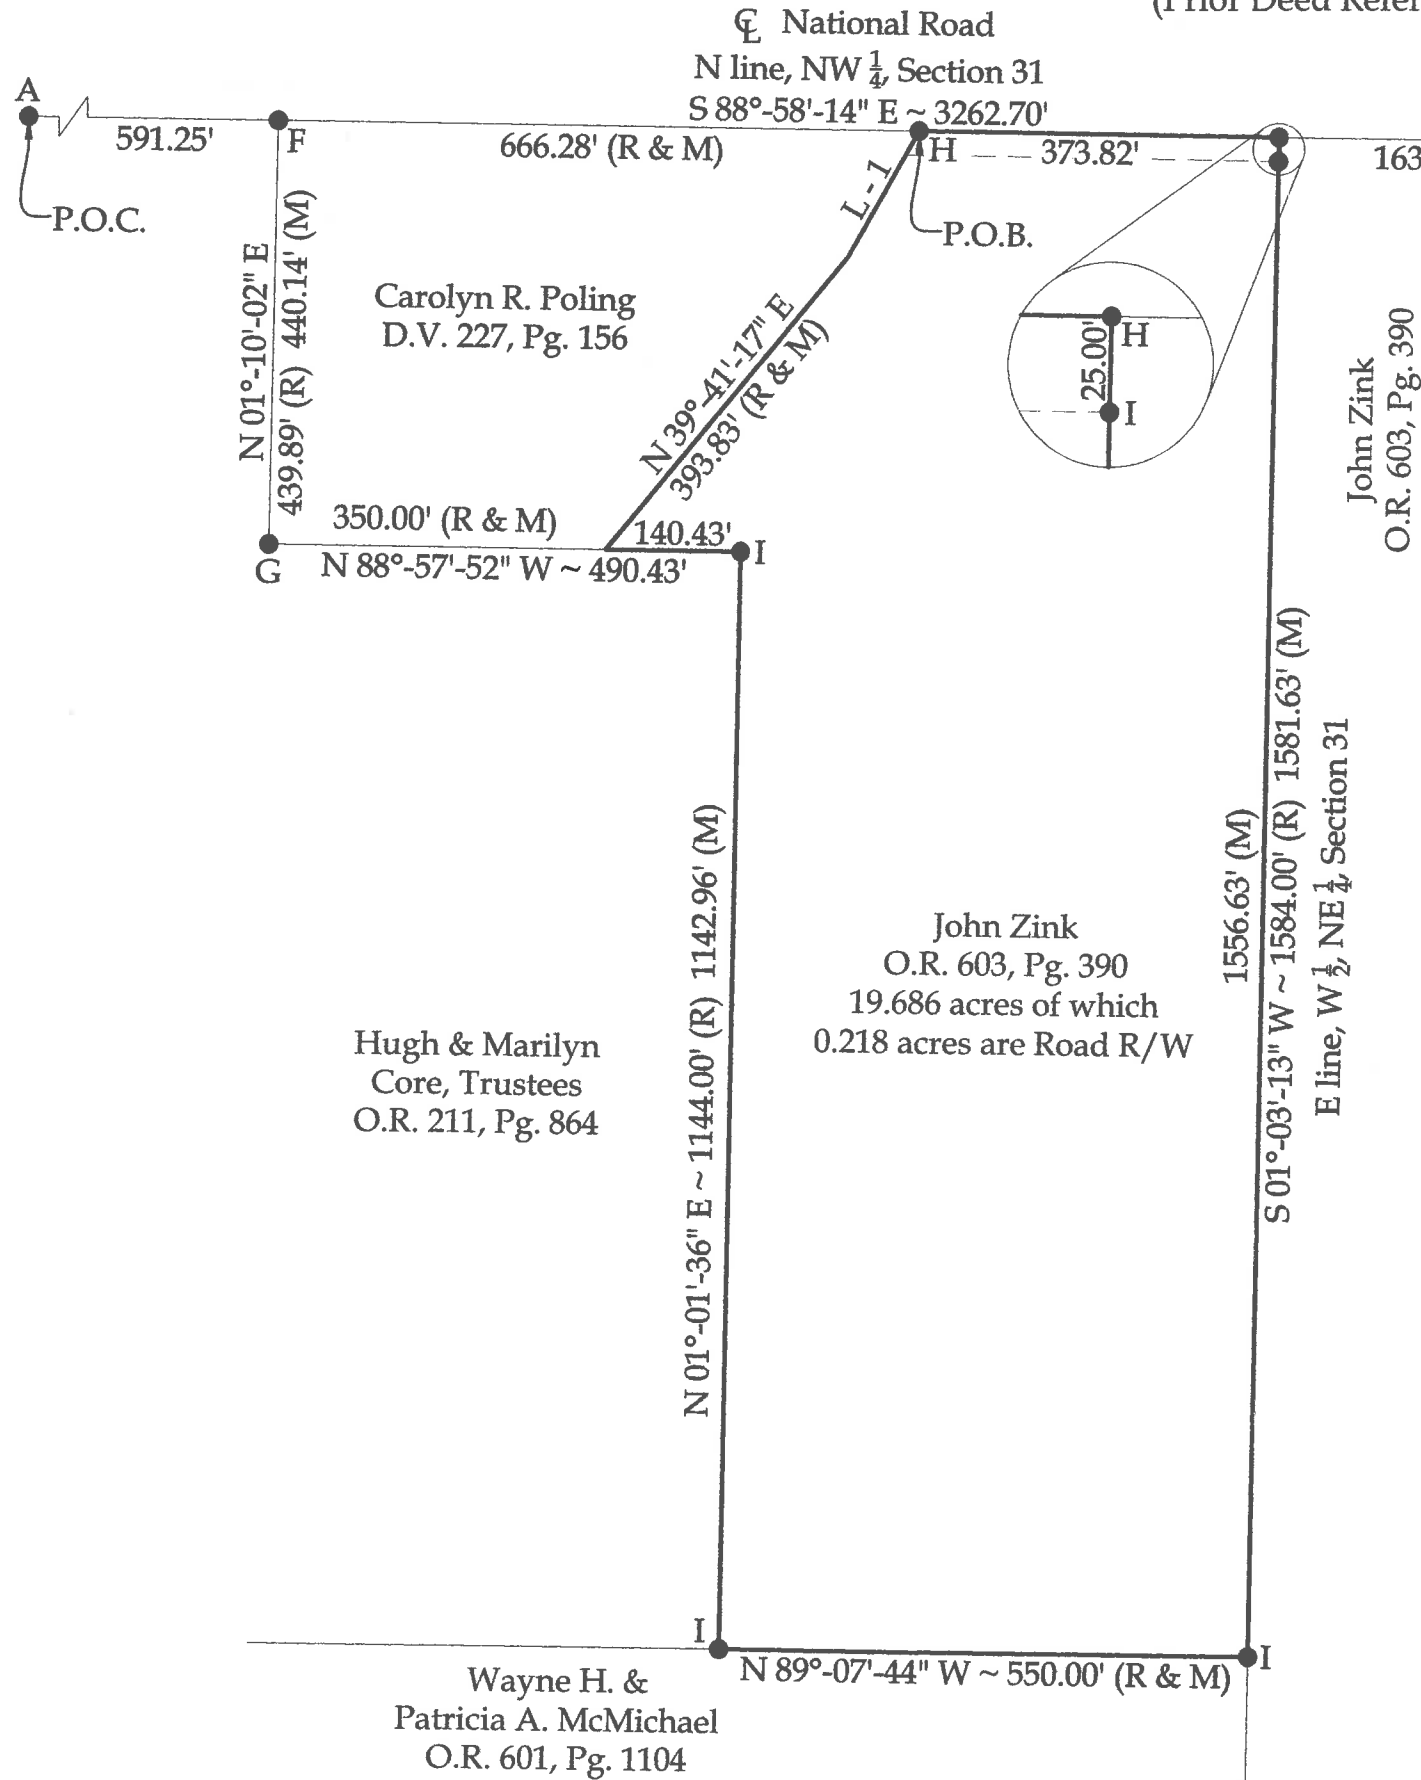 (Prior Deed Refer
℄ National Road
N line, NW 1/4, Section 31
S 88°-58'-14" E ~ 3262.70'
A
591.25'
F
666.28' (R & M)
H
373.82'
163
P.O.C.
L - 1
P.O.B.
N 01°-10'-02" E
439.89' (R) 440.14' (M)
Carolyn R. Poling
D.V. 227, Pg. 156
N 39°-41'-17" E
393.83' (R & M)
H
25.00'
I
John Zink
O.R. 603, Pg. 390
350.00' (R & M)
140.43'
I
G
N 88°-57'-52" W ~ 490.43'
N 01°-01'-36" E ~ 1144.00' (R) 1142.96' (M)
1556.63' (M)
S 01°-03'-13" W ~ 1584.00' (R) 1581.63' (M)
E line, W 1/2, NE 1/4, Section 31
John Zink
O.R. 603, Pg. 390
19.686 acres of which
0.218 acres are Road R/W
Hugh & Marilyn
Core, Trustees
O.R. 211, Pg. 864
I
N 89°-07'-44" W ~ 550.00' (R & M)
I
Wayne H. &
Patricia A. McMichael
O.R. 601, Pg. 1104